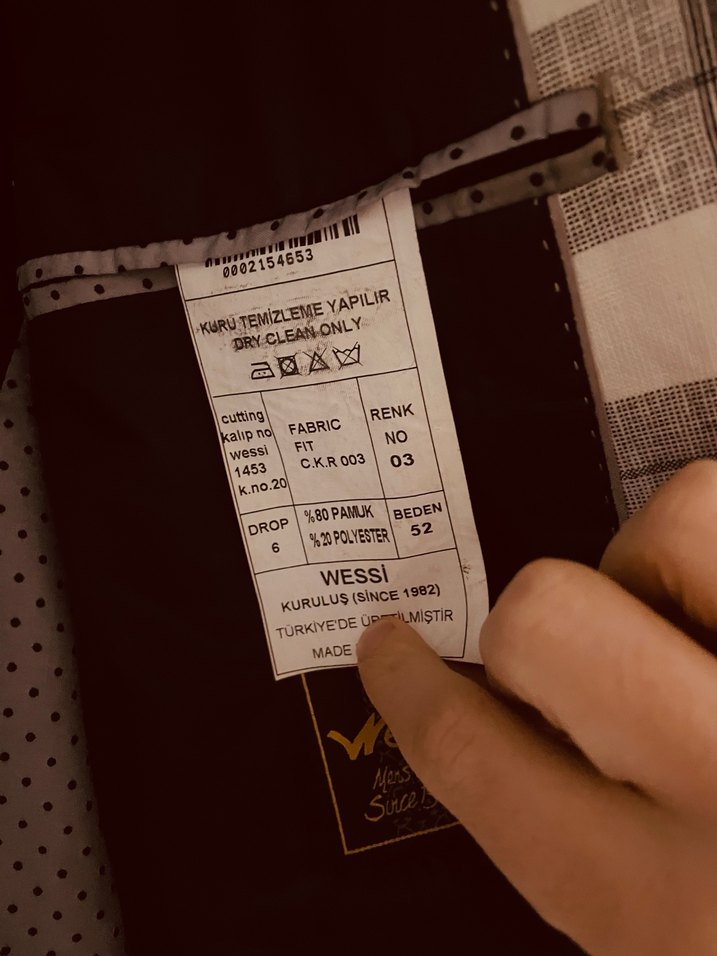 0002154653
KURU TEMİZLEME YAPILIR
DRY CLEAN ONLY
cutting
kalıp no
wessi
1453
k.no.20
FABRIC
FIT
C.K.R 003
RENK
NO
03
DROP
6
%80 PAMUK
%20 POLYESTER
BEDEN
52
WESSİ
KURULUŞ (SİNCE 1982)
TÜRKİYE'DE ÜRETİLMİŞTİR
MADE
Since